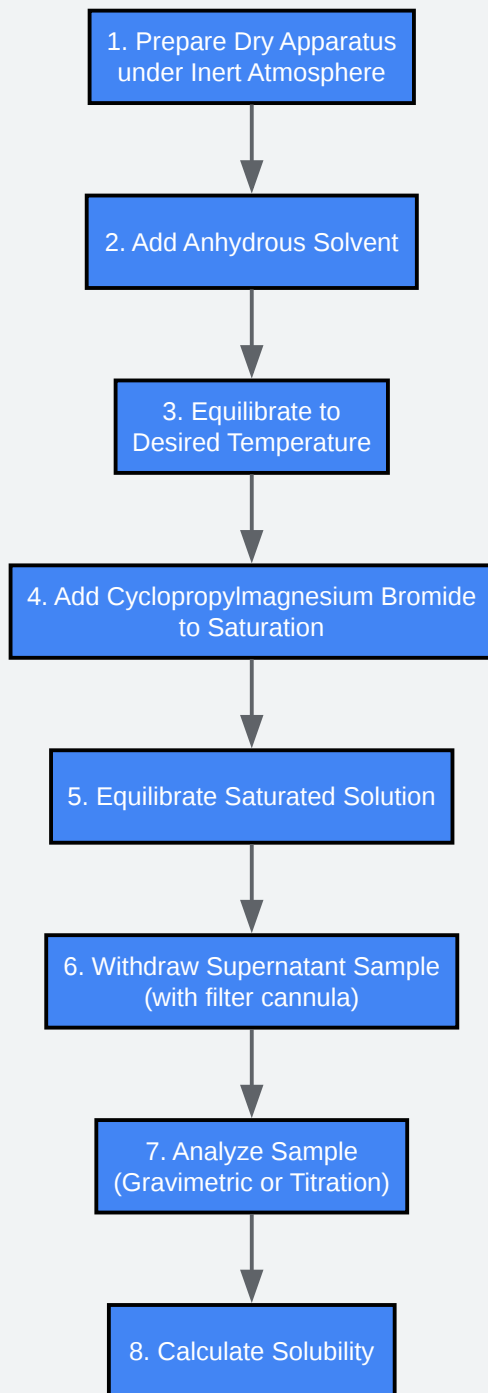 1. Prepare Dry Apparatus
under Inert Atmosphere
2. Add Anhydrous Solvent
3. Equilibrate to
Desired Temperature
4. Add Cyclopropylmagnesium Bromide
to Saturation
5. Equilibrate Saturated Solution
6. Withdraw Supernatant Sample
(with filter cannula)
7. Analyze Sample
(Gravimetric or Titration)
8. Calculate Solubility